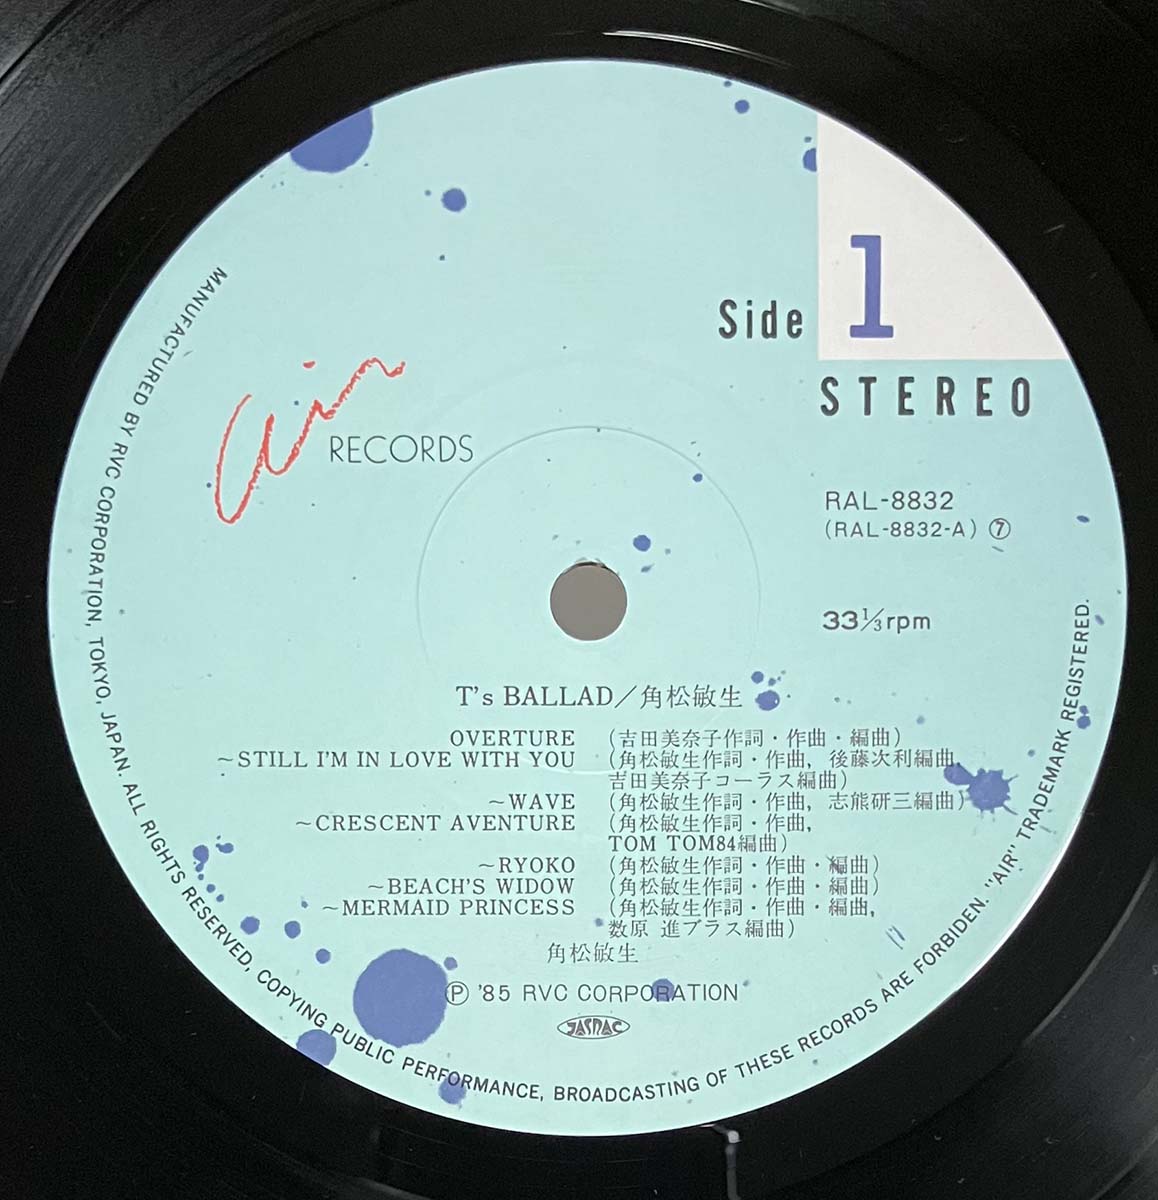 Side 1
STEREO
air
RECORDS
RAL-8832
(RAL-8832-A) ⑦
33⅓rpm
T's BALLAD/角松敏生
OVERTURE (吉田美奈子作詞・作曲・編曲)
~STILL I'M IN LOVE WITH YOU (角松敏生作詞・作曲, 後藤次利編曲,
吉田美奈子コーラス編曲)
~WAVE (角松敏生作詞・作曲, 志熊研三編曲)
~CRESCENT AVENTURE (角松敏生作詞・作曲,
TOM TOM84編曲)
~RYOKO (角松敏生作詞・作曲・編曲)
~BEACH'S WIDOW (角松敏生作詞・作曲・編曲)
~MERMAID PRINCESS (角松敏生作詞・作曲・編曲,
数原 進ブラス編曲)
角松敏生
Ⓟ '85 RVC CORPORATION
JASRAC
MANUFACTURED BY RVC CORPORATION, TOKYO, JAPAN. ALL RIGHTS RESERVED, COPYING PUBLIC PERFORMANCE, BROADCASTING OF THESE RECORDS ARE FORBIDDEN. "AIR" TRADEMARK REGISTERED.